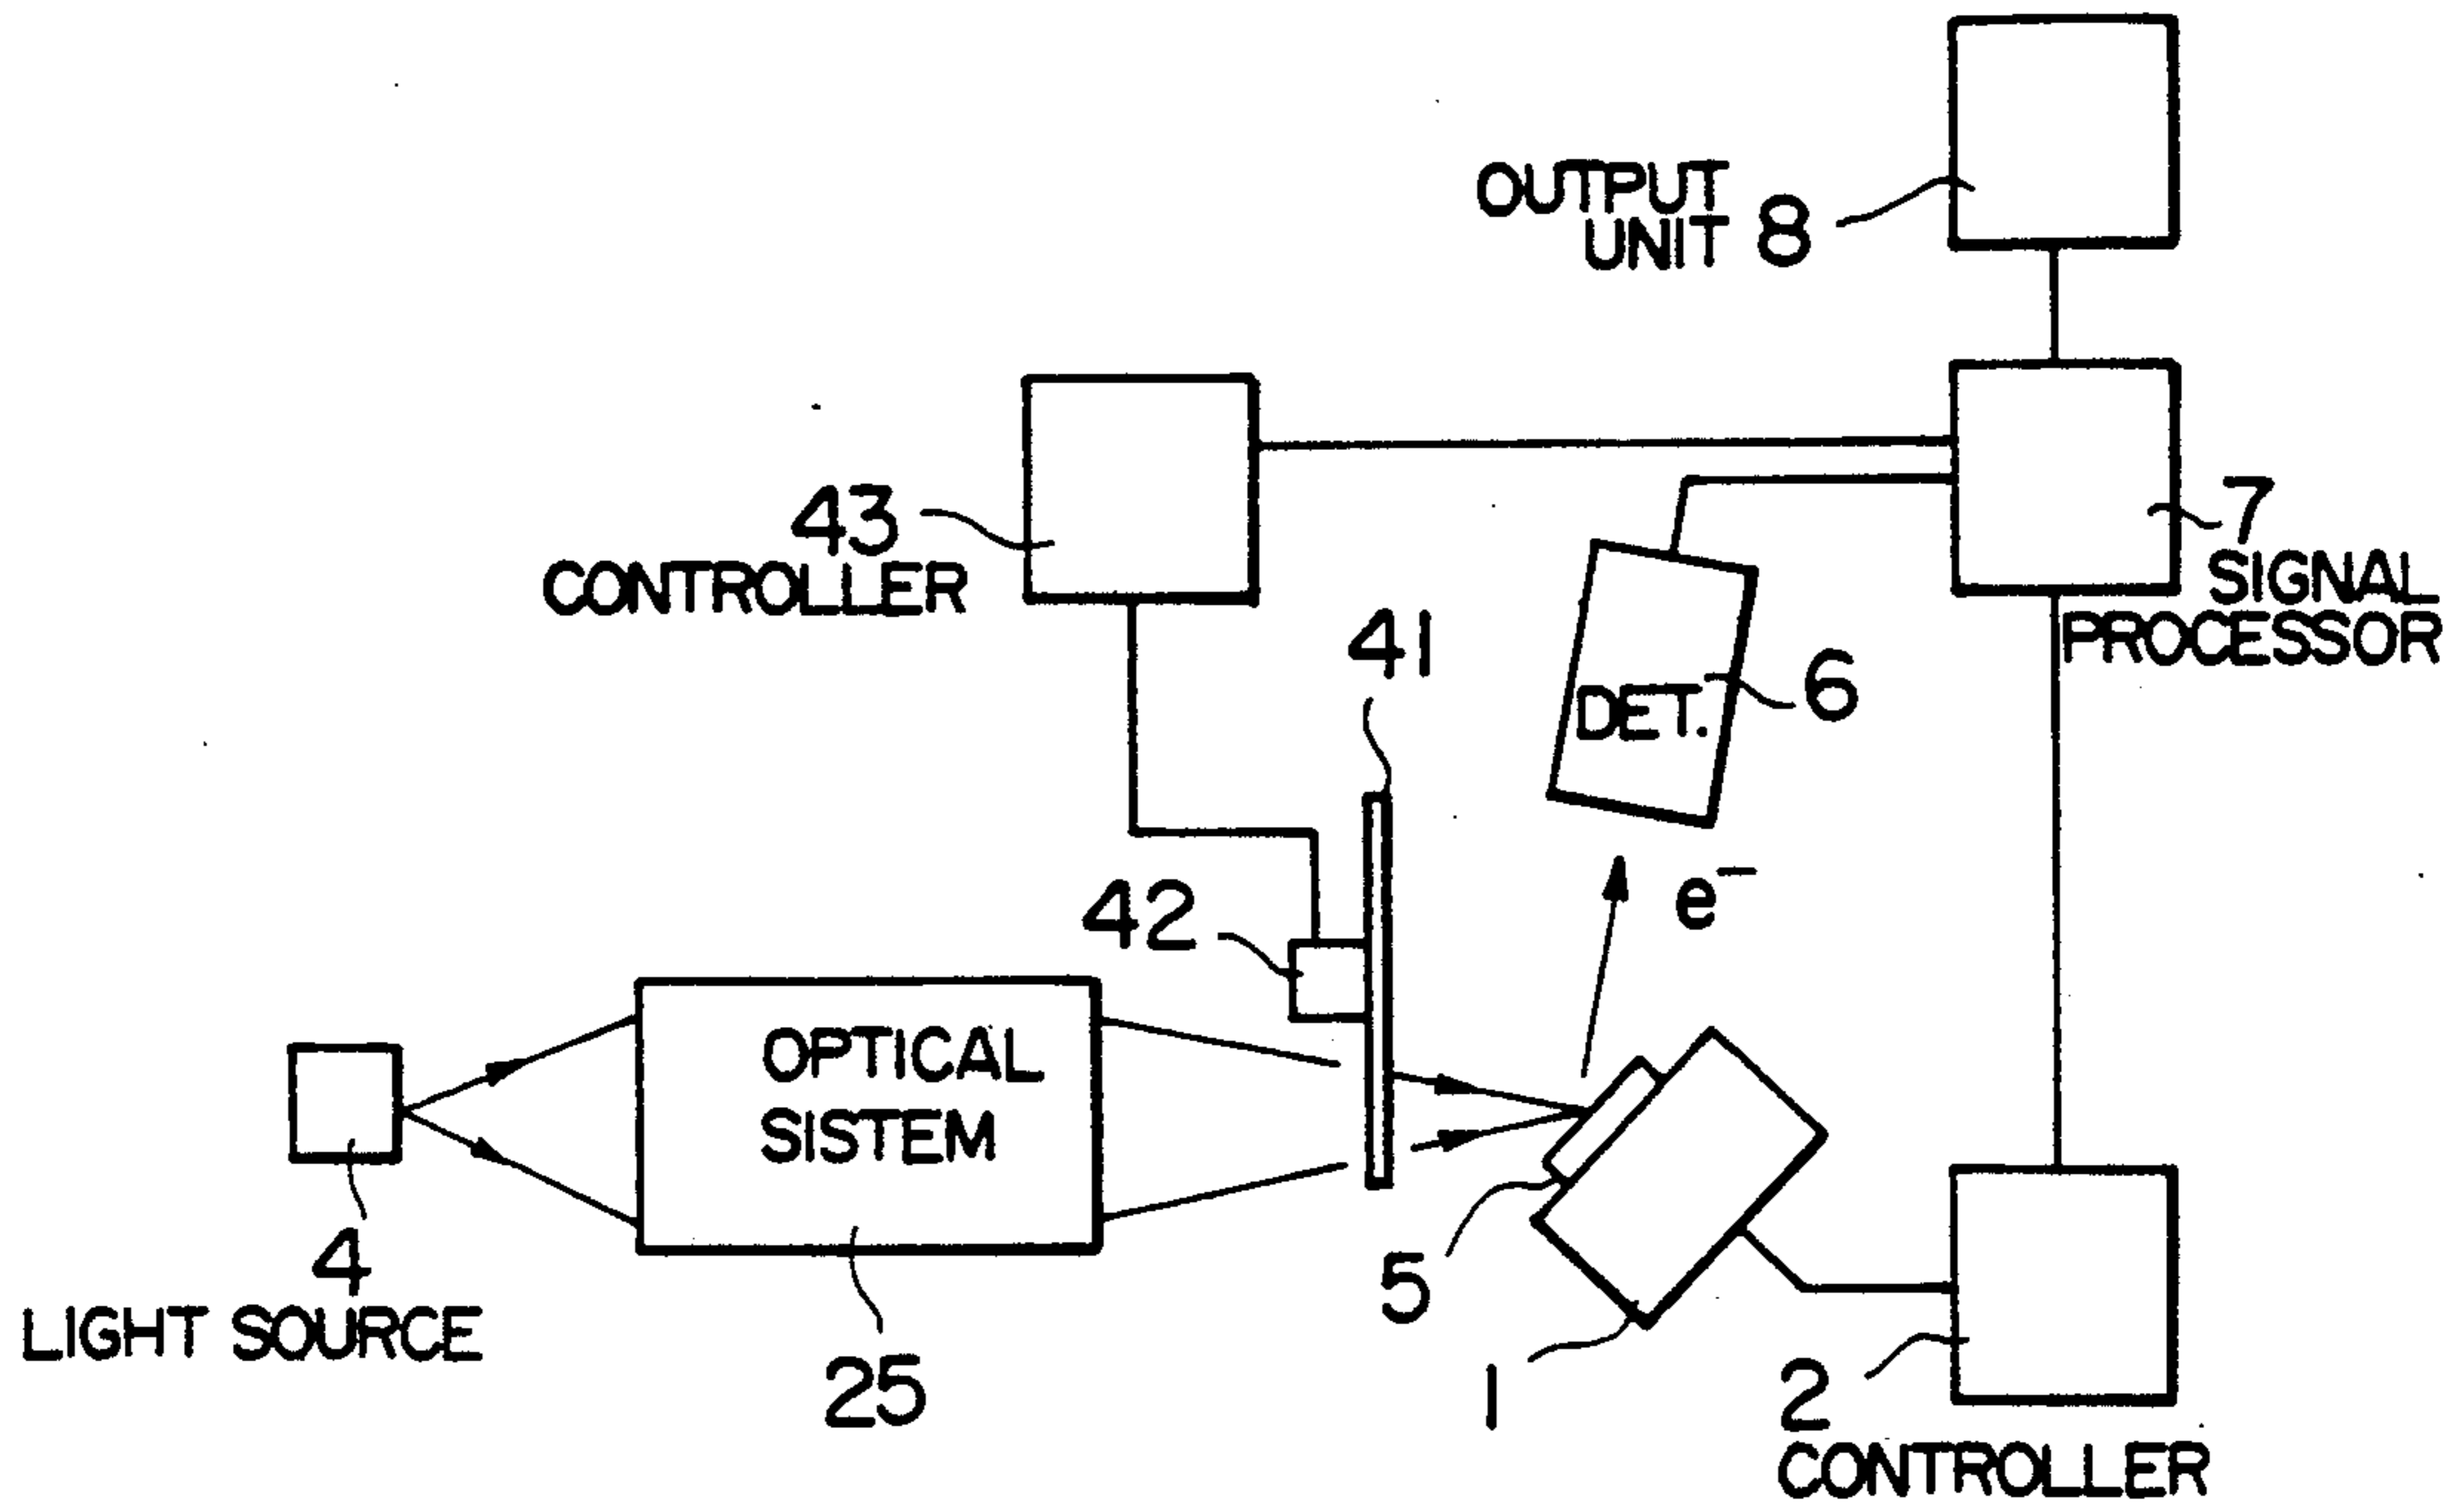 OUTPUT
UNIT 8
43
CONTROLLER
7
SIGNAL
PROCESSOR
41
DET.
6
42
e⁻
OPTICAL
SISTEM
4
LIGHT SOURCE
25
5
1
2
CONTROLLER